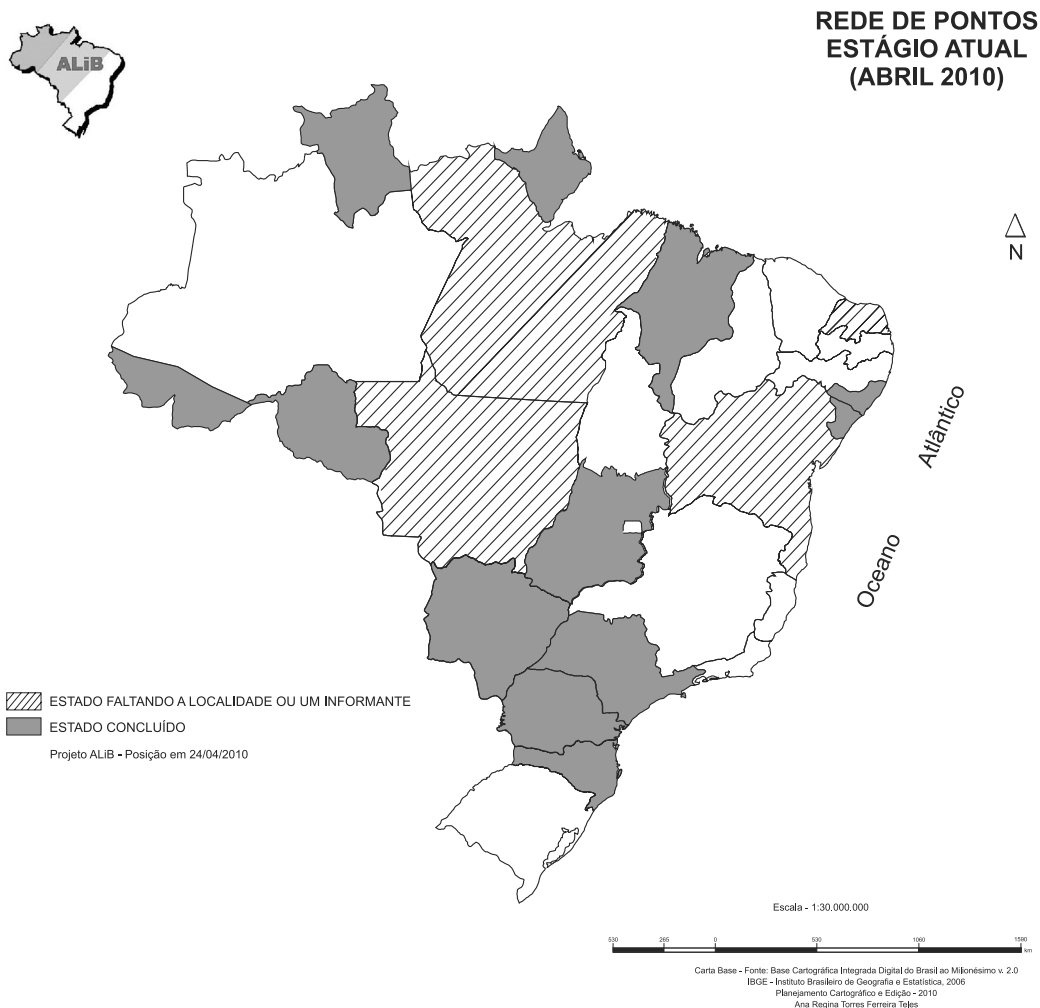 REDE DE PONTOS
ESTÁGIO ATUAL
(ABRIL 2010)
ALiB
N
Atlântico
Oceano
ESTADO FALTANDO A LOCALIDADE OU UM INFORMANTE
ESTADO CONCLUÍDO
Projeto ALiB - Posição em 24/04/2010
Escala - 1:30.000.000
530 265 0 530 1060 1590
km
Carta Base - Fonte: Base Cartográfica Integrada Digital do Brasil ao Milionésimo v. 2.0
IBGE - Instituto Brasileiro de Geografia e Estatística, 2006
Planejamento Cartográfico e Edição - 2010
Ana Regina Torres Ferreira Teles